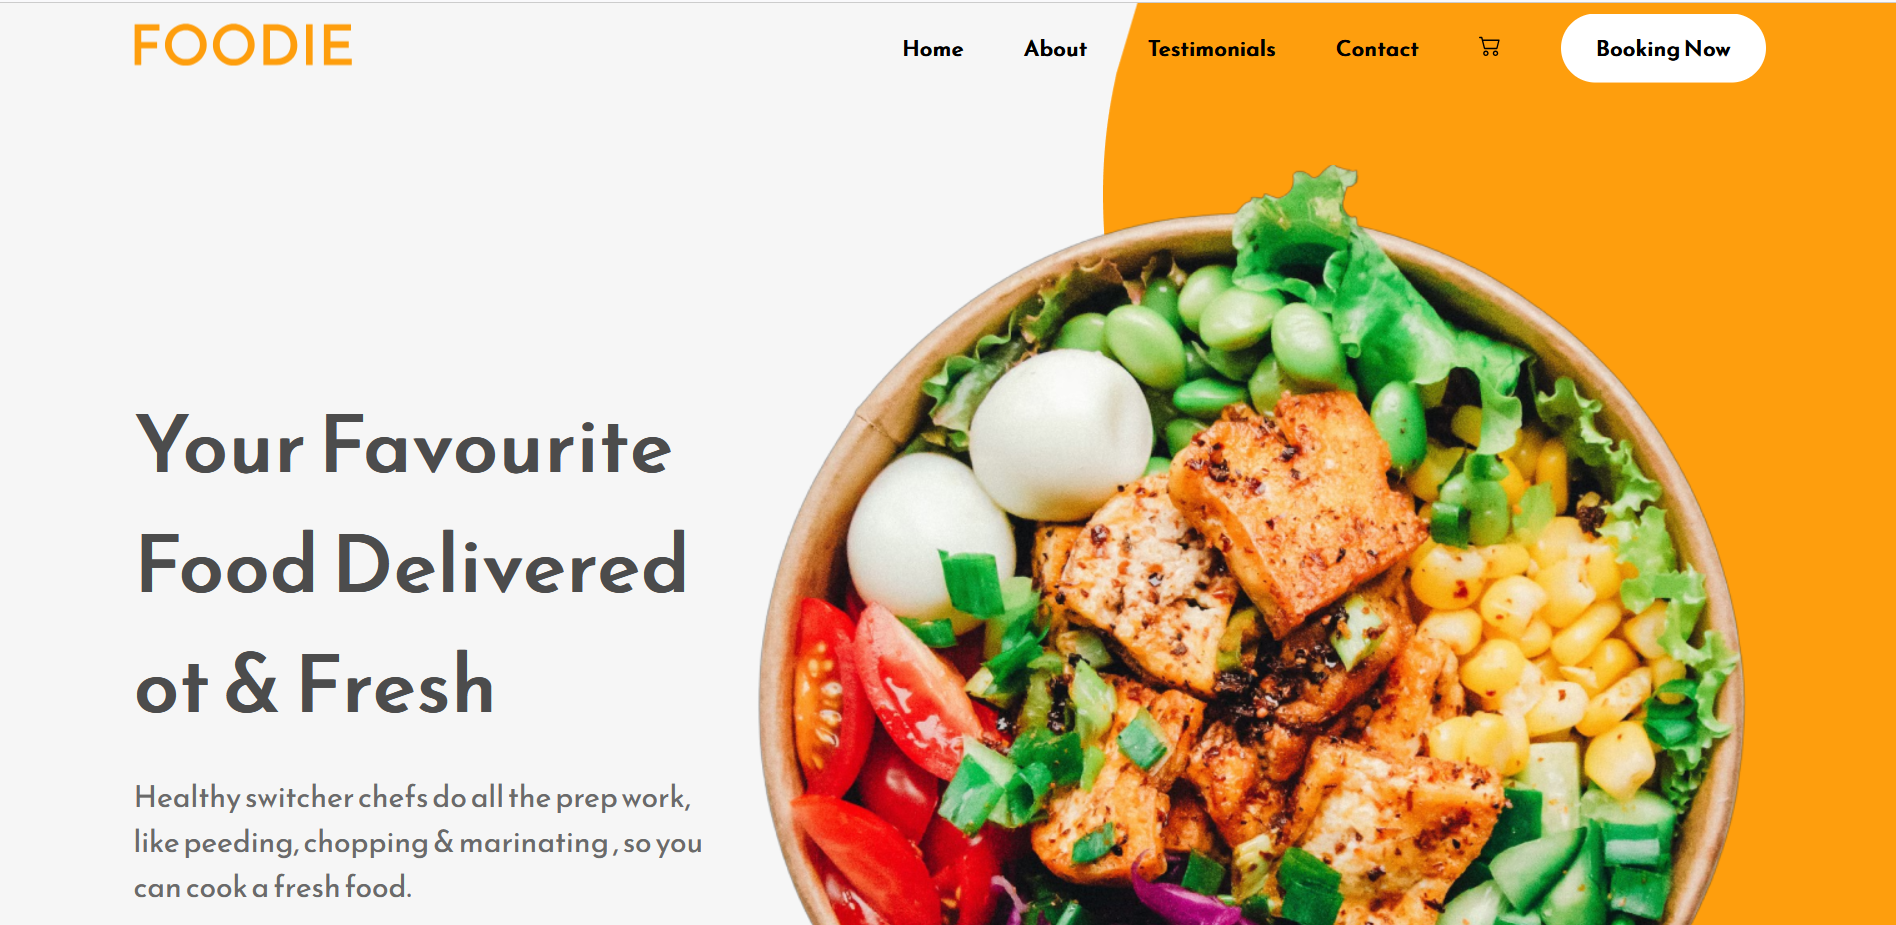 FOODIE
Home About Testimonials Contact Booking Now
Your Favourite
Food Delivered
ot & Fresh
Healthy switcher chefs do all the prep work,
like peeding, chopping & marinating , so you
can cook a fresh food.